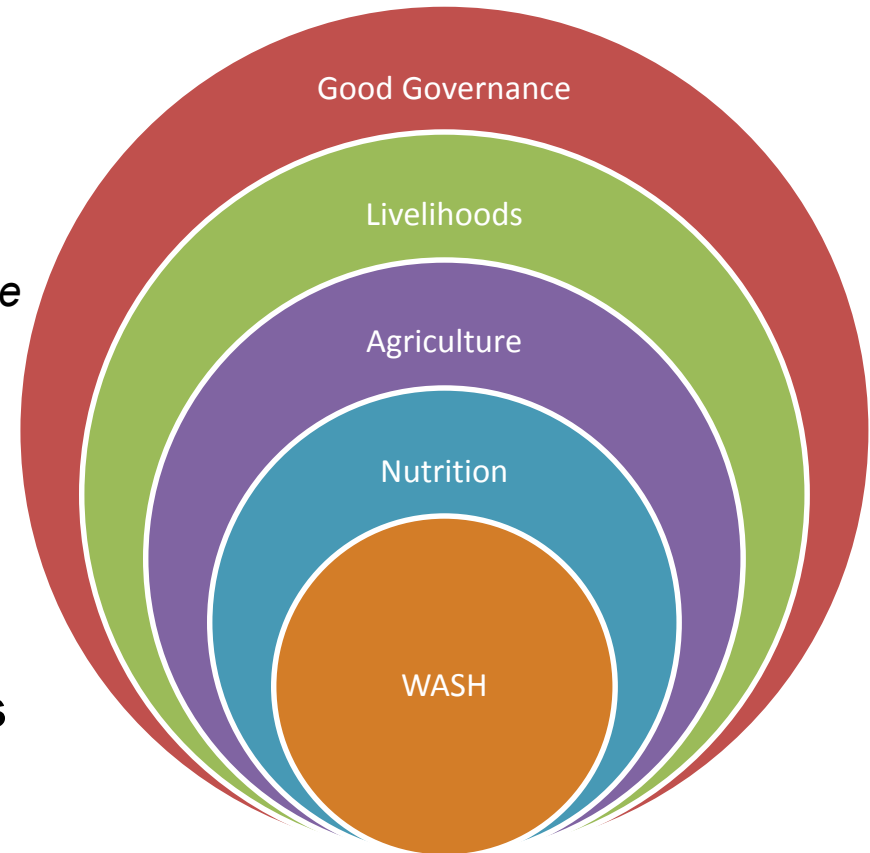 Good Governance
Livelihoods
e
Agriculture
Nutrition
WASH
s